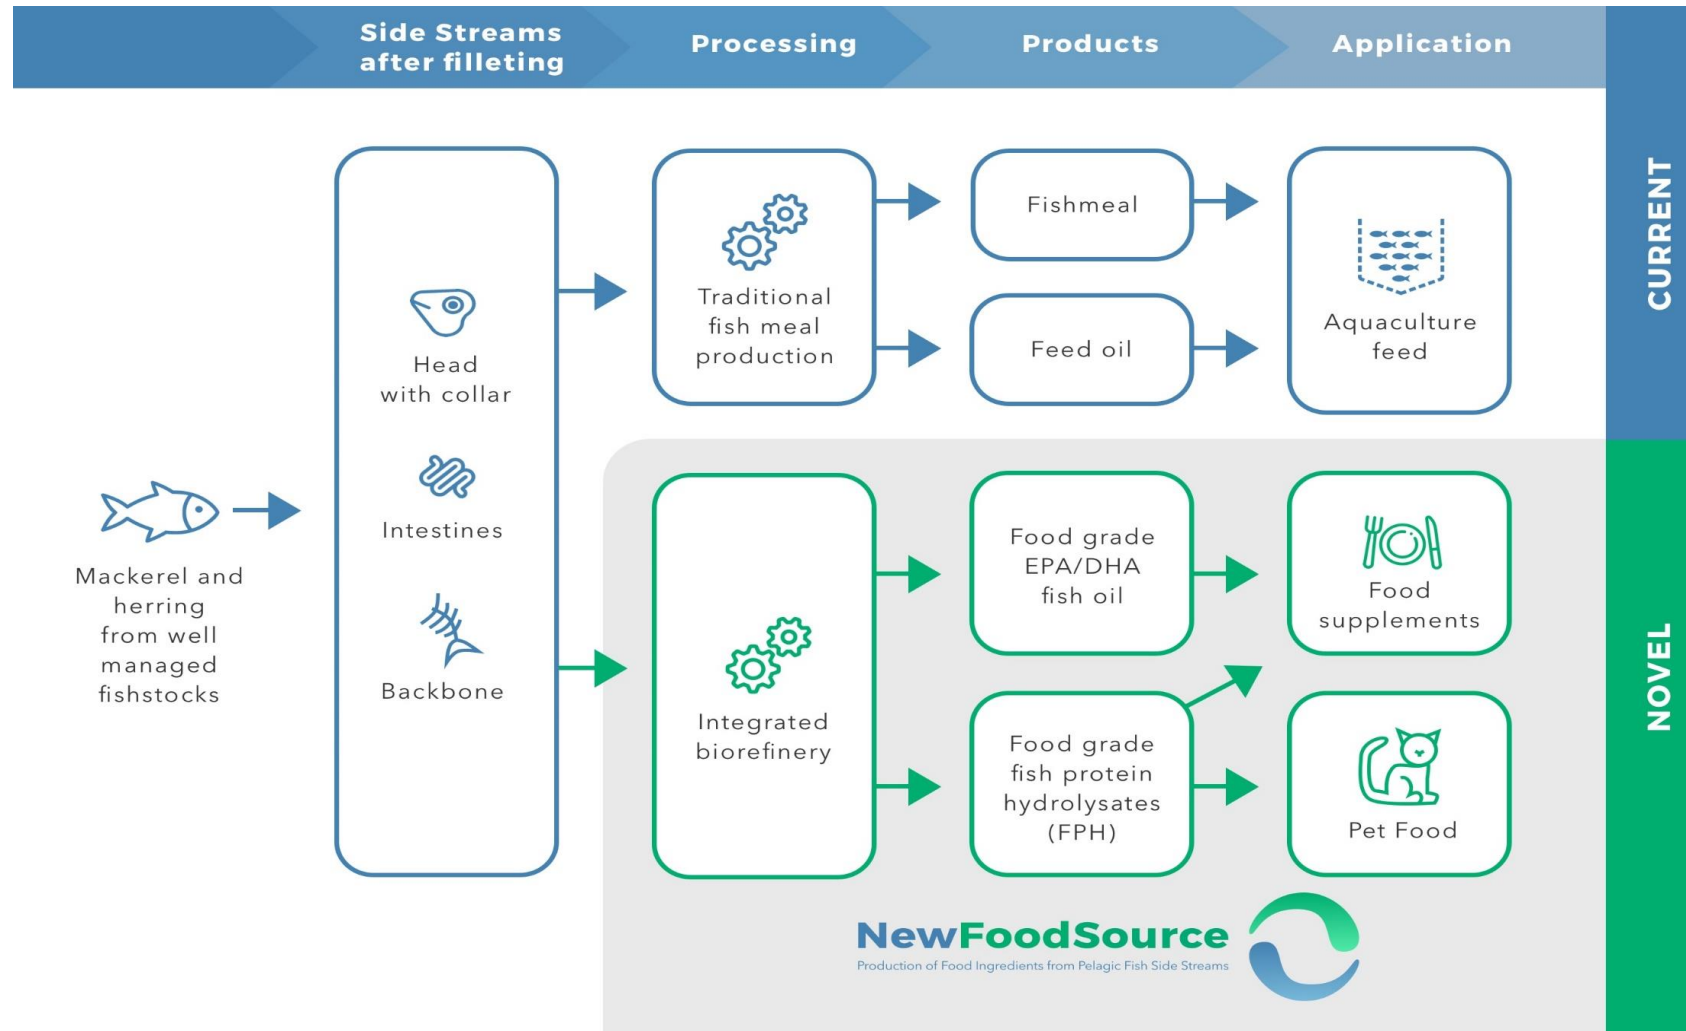 Side Streams
after filleting
Processing
Products
Application
CURRENT
NOVEL
Mackerel and
herring
from well
managed
fishstocks
Head
with collar
Intestines
Backbone
Traditional
fish meal
production
Fishmeal
Feed oil
Aquaculture
feed
Integrated
biorefinery
Food grade
EPA/DHA
fish oil
Food grade
fish protein
hydrolysates
(FPH)
Food
supplements
Pet Food
NewFoodSource
Production of Food Ingredients from Pelagic Fish Side Streams